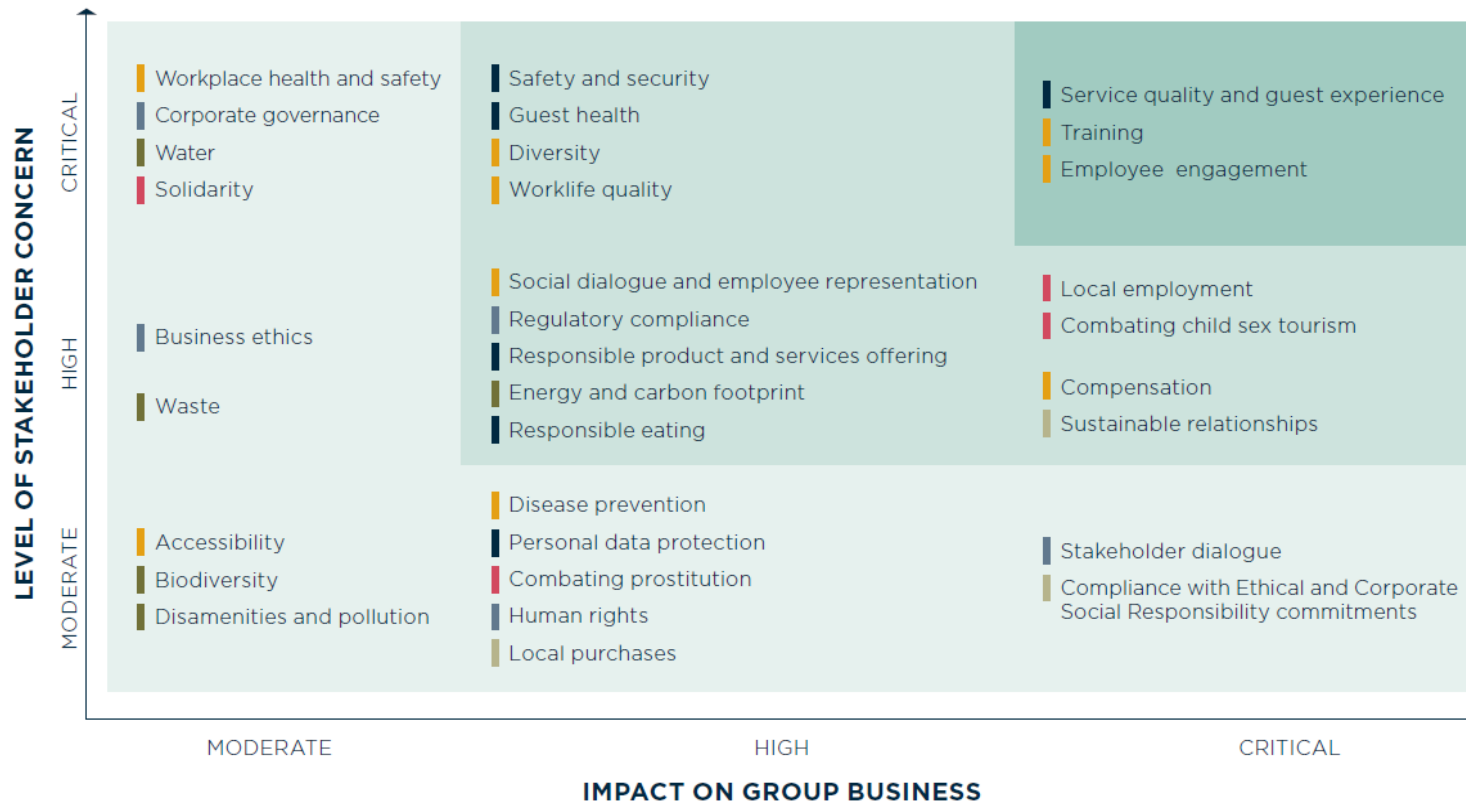 LEVEL OF STAKEHOLDER CONCERN
CRITICAL
Workplace health and safety
Corporate governance
Water
Solidarity
Safety and security
Guest health
Diversity
Worklife quality
Service quality and guest experience
Training
Employee engagement
HIGH
Business ethics
Waste
Social dialogue and employee representation
Regulatory compliance
Responsible product and services offering
Energy and carbon footprint
Responsible eating
Local employment
Combating child sex tourism
Compensation
Sustainable relationships
MODERATE
Accessibility
Biodiversity
Disamenities and pollution
Disease prevention
Personal data protection
Combating prostitution
Human rights
Local purchases
Stakeholder dialogue
Compliance with Ethical and Corporate
Social Responsibility commitments
MODERATE
HIGH
CRITICAL
IMPACT ON GROUP BUSINESS